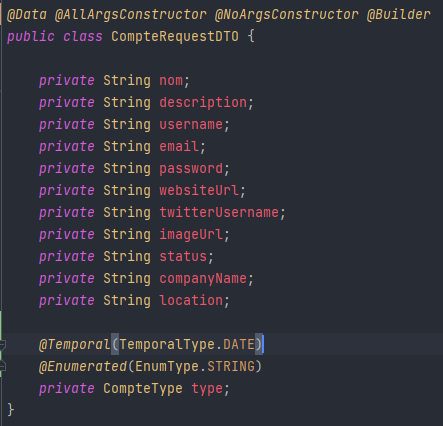 @Data @AllArgsConstructor @NoArgsConstructor @Builder
public class CompteRequestDTO {
private String nom;
private String description;
private String username;
private String email;
private String password;
private String websiteUrl;
private String twitterUsername;
private String imageUrl;
private String status;
private String companyName;
private String location;
@Temporal(TemporalType.DATE)
@Enumerated(EnumType.STRING)
private CompteType type;
}